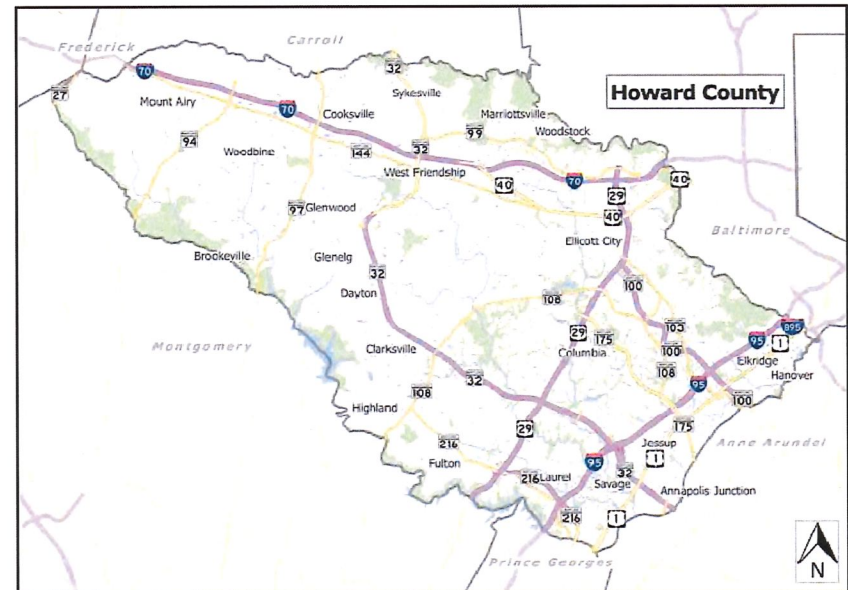 Carroll
Frederick
70
32
Howard County
27
Mount Airy
Sykesville
70
Cooksville
Marriottsville
99
Woodstock
94
Woodbine
144
32
West Friendship
40
70
29
40
97
Glenwood
40
Ellicott City
Baltimore
Brookeville
Glenelg
32
100
Dayton
108
29
175
100
95
895
Montgomery
Clarksville
Columbia
100
1
Elkridge
108
Hanover
32
95
108
100
Highland
29
175
216
Jessup
Anne Arundel
Fulton
95
1
216
Laurel
Savage
32
Annapolis Junction
216
1
N
Prince Georges